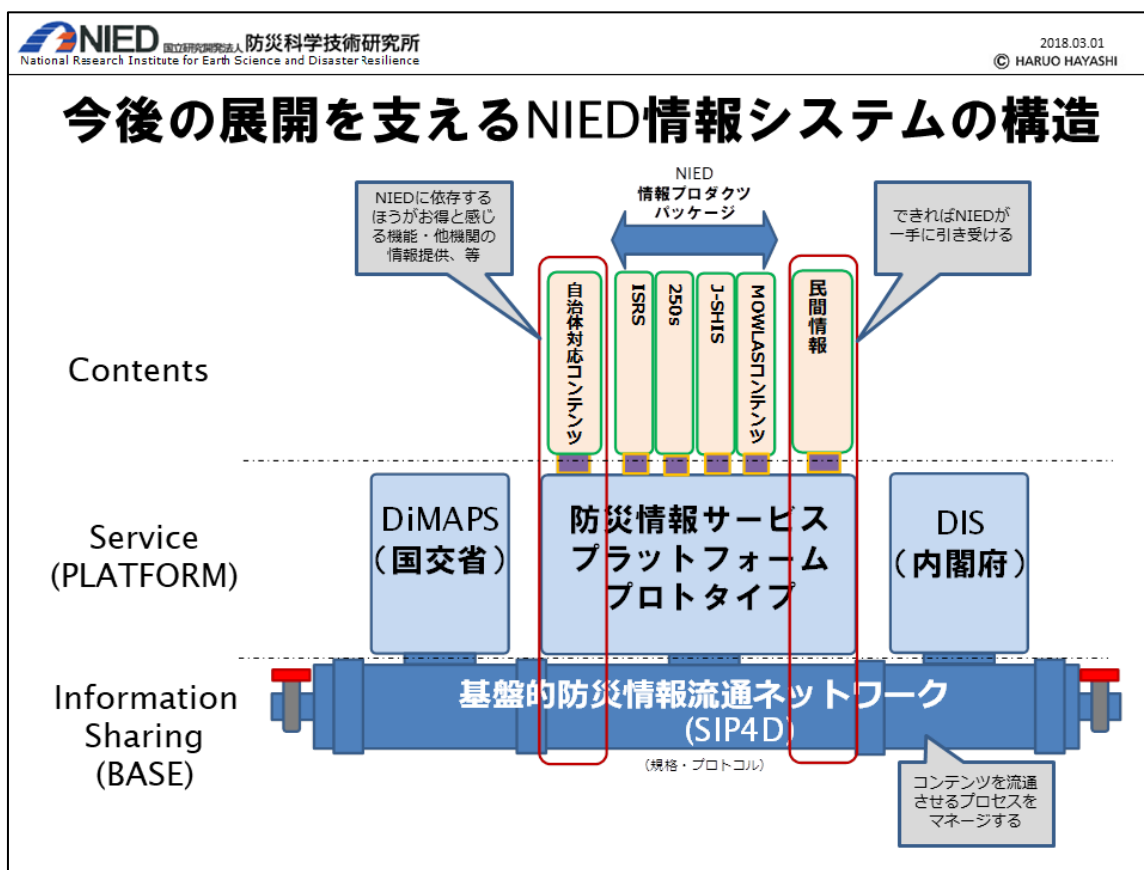 NIED 国立研究開発法人 防災科学技術研究所
National Research Institute for Earth Science and Disaster Resilience
2018.03.01
© HARUO HAYASHI
今後の展開を支えるNIED情報システムの構造
NIEDに依存する
ほうがお得と感じ
る機能・他機関の
情報提供、等
NIED
情報プロダクツ
パッケージ
できればNIEDが
一手に引き受ける
Contents
自治体対応コンテンツ
ISRS
250s
J-SHIS
MOWLASコンテンツ
民間情報
Service
(PLATFORM)
DiMAPS
（国交省）
防災情報サービス
プラットフォーム
プロトタイプ
DIS
（内閣府）
Information
Sharing
(BASE)
基盤的防災情報流通ネットワーク
(SIP4D)
（規格・プロトコル）
コンテンツを流通
させるプロセスを
マネージする